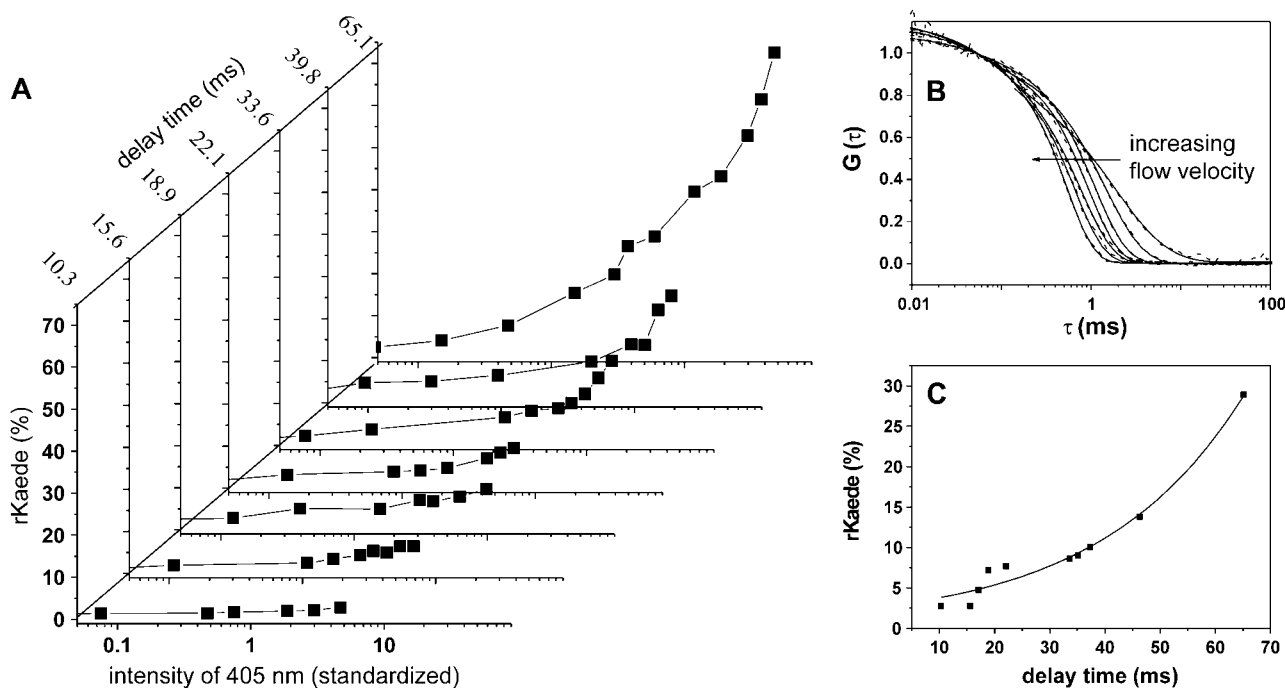 A
delay time (ms)
10.3
15.6
18.9
22.1
33.6
39.8
65.1
rKaede (%)
70
60
50
40
30
20
10
0
0.1 1 10
intensity of 405 nm (standardized)
B
G (τ)
1.0
0.8
0.6
0.4
0.2
0.0
increasing
flow velocity
0.01 1 100
τ (ms)
C
rKaede (%)
30
25
20
15
10
5
0
10 20 30 40 50 60 70
delay time (ms)